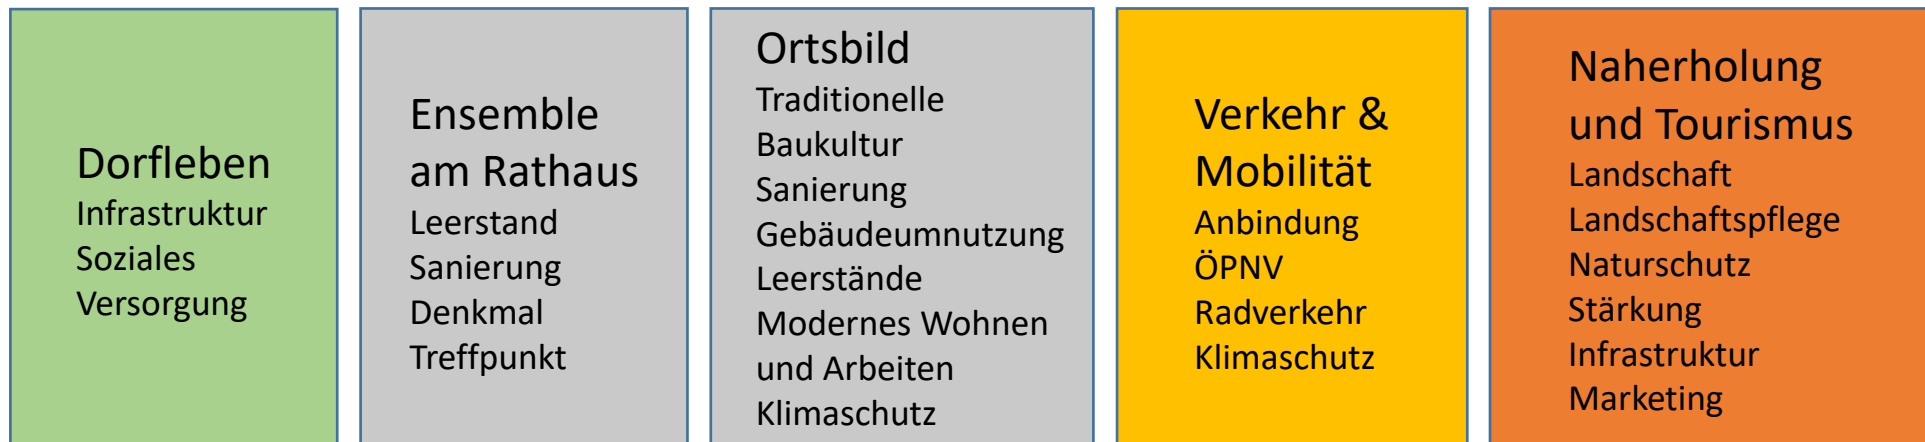 Dorfleben
Infrastruktur
Soziales
Versorgung
Ensemble
am Rathaus
Leerstand
Sanierung
Denkmal
Treffpunkt
Ortsbild
Traditionelle
Baukultur
Sanierung
Gebäudeumnutzung
Leerstände
Modernes Wohnen
und Arbeiten
Klimaschutz
Verkehr &
Mobilität
Anbindung
ÖPNV
Radverkehr
Klimaschutz
Naherholung
und Tourismus
Landschaft
Landschaftspflege
Naturschutz
Stärkung
Infrastruktur
Marketing